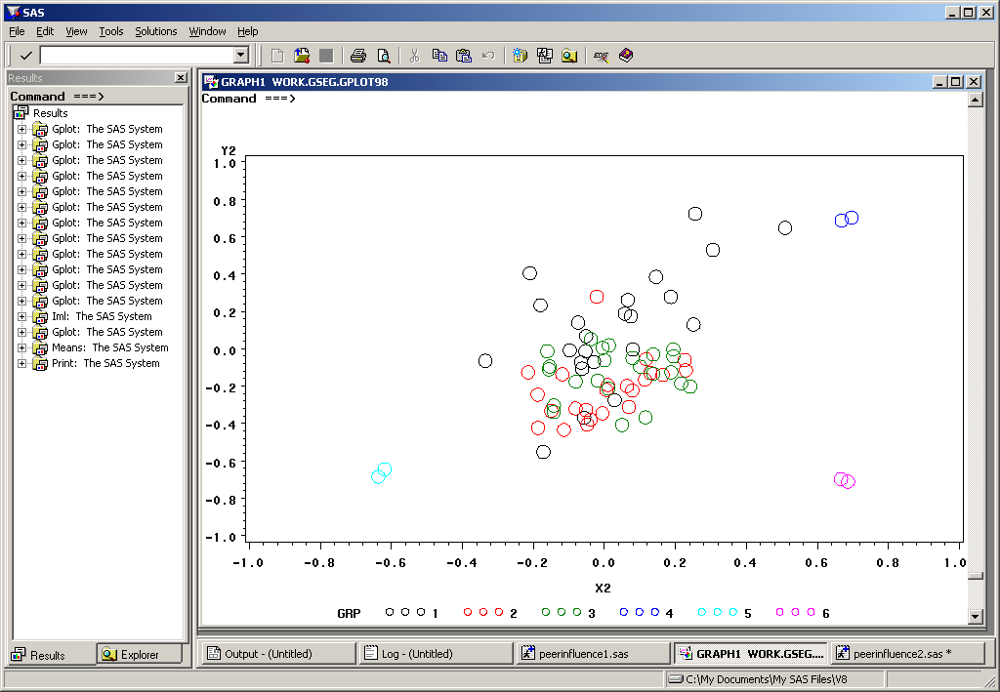 SAS
File Edit View Tools Solutions Window Help
Results
Command ===>
Results
Gplot: The SAS System
Gplot: The SAS System
Gplot: The SAS System
Gplot: The SAS System
Gplot: The SAS System
Gplot: The SAS System
Gplot: The SAS System
Gplot: The SAS System
Gplot: The SAS System
Gplot: The SAS System
Gplot: The SAS System
Gplot: The SAS System
Iml: The SAS System
Gplot: The SAS System
Means: The SAS System
Print: The SAS System
Results
Explorer
GRAPH1 WORK.GSEG.GPLOT98
Command ===>
Y2
1.0
0.8
0.6
0.4
0.2
0.0
-0.2
-0.4
-0.6
-0.8
-1.0
-1.0 -0.8 -0.6 -0.4 -0.2 0.0 0.2 0.4 0.6 0.8 1.0
X2
GRP 1 2 3 4 5 6
Output - (Untitled)
Log - (Untitled)
peerinfluence1.sas
GRAPH1 WORK.GSEG....
peerinfluence2.sas *
C:\My Documents\My SAS Files\V8